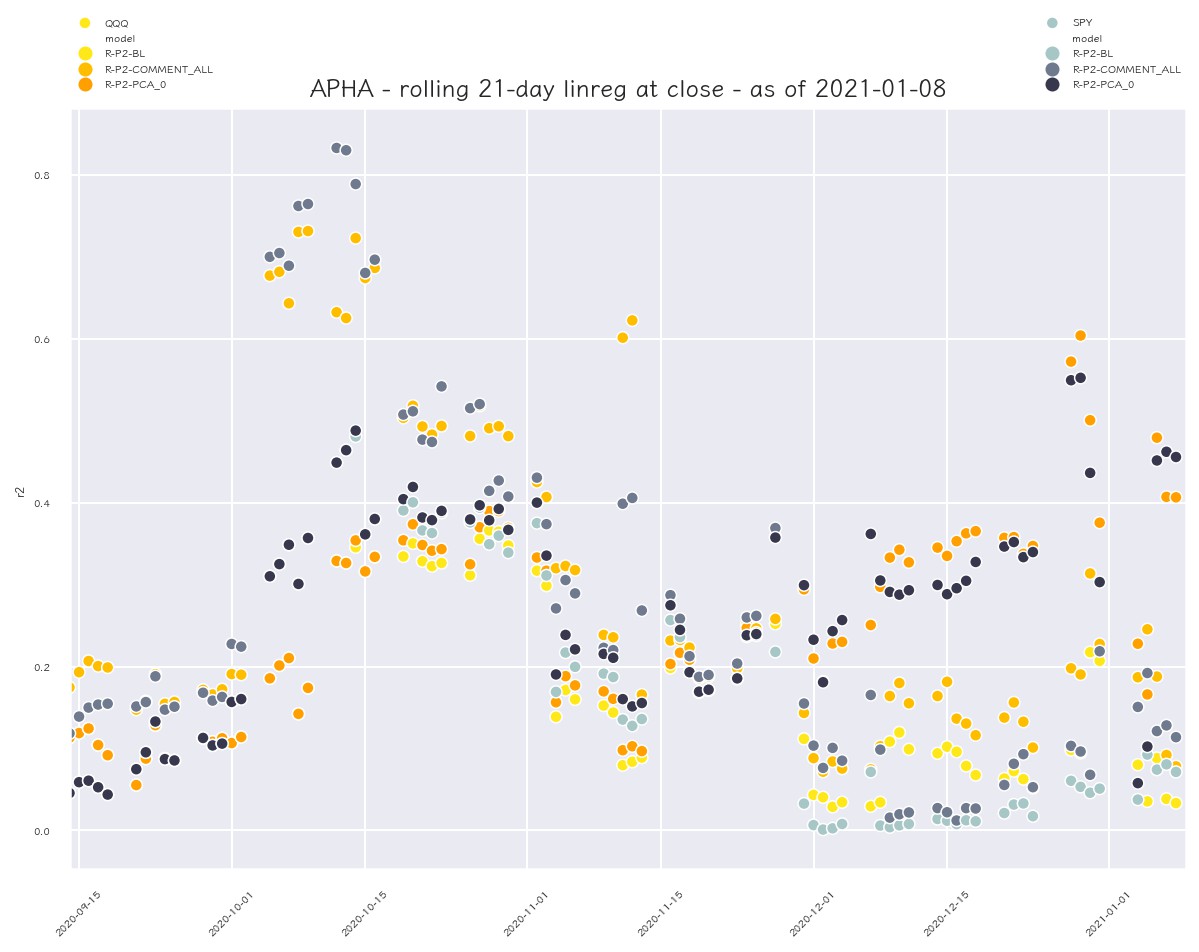 QQQ
model
R-P2-BL
R-P2-COMMENT_ALL
R-P2-PCA_0
SPY
model
R-P2-BL
R-P2-COMMENT_ALL
R-P2-PCA_0
APHA - rolling 21-day linreg at close - as of 2021-01-08
0.8
0.6
0.4
0.2
0.0
r2
2020-09-15
2020-10-01
2020-10-15
2020-11-01
2020-11-15
2020-12-01
2020-12-15
2021-01-01